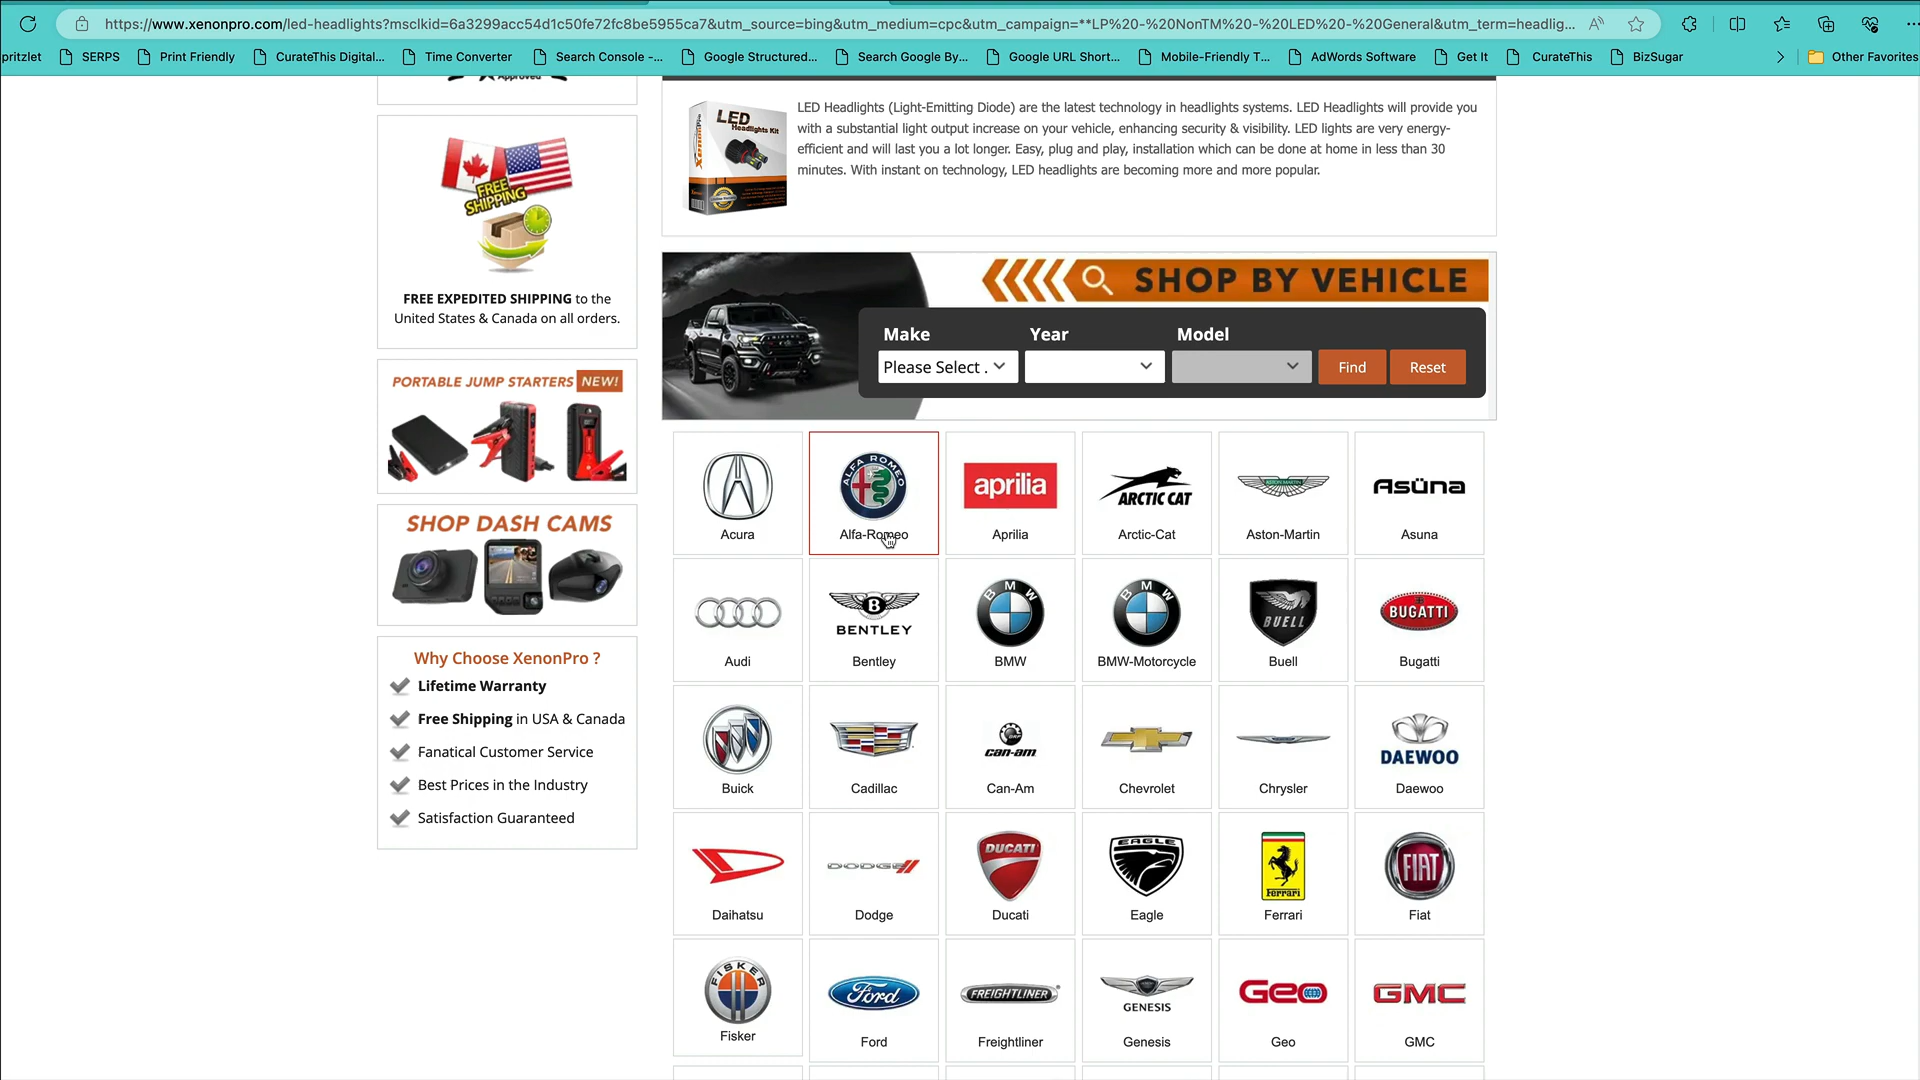 https://www.xenonpro.com/led-headlights?msclkid=6a3299acc54d1c50fe72fc8be5955ca7&utm_source=bing&utm_medium=cpc&utm_campaign=**LP%20-%20NonTM%20-%20LED%20-%20General&utm_term=headlig...
pritzlet SERPS Print Friendly CurateThis Digital... Time Converter Search Console -... Google Structured... Search Google By... Google URL Short... Mobile-Friendly T... AdWords Software Get It CurateThis BizSugar Other Favorites
Approved
FREE
SHIPPING
FREE EXPEDITED SHIPPING to the
United States & Canada on all orders.
PORTABLE JUMP STARTERS NEW!
SHOP DASH CAMS
Why Choose XenonPro ?
Lifetime Warranty
Free Shipping in USA & Canada
Fanatical Customer Service
Best Prices in the Industry
Satisfaction Guaranteed
LED
Headlights Kit
XenonPro
LED Headlights (Light-Emitting Diode) are the latest technology in headlights systems. LED Headlights will provide you
with a substantial light output increase on your vehicle, enhancing security & visibility. LED lights are very energy-
efficient and will last you a lot longer. Easy, plug and play, installation which can be done at home in less than 30
minutes. With instant on technology, LED headlights are becoming more and more popular.
SHOP BY VEHICLE
Make Year Model
Please Select . Find Reset
ALFA ROMEO aprilia ARCTIC CAT ASTON MARTIN Asüna
Acura Alfa-Romeo Aprilia Arctic-Cat Aston-Martin Asuna
B BENTLEY BMW BMW BUELL BUGATTI
Audi Bentley BMW BMW-Motorcycle Buell Bugatti
can-am DAEWOO
Buick Cadillac Can-Am Chevrolet Chrysler Daewoo
DODGE DUCATI EAGLE Ferrari FIAT
Daihatsu Dodge Ducati Eagle Ferrari Fiat
FISKER Ford FREIGHTLINER GENESIS GEO GMC
Fisker Ford Freightliner Genesis Geo GMC